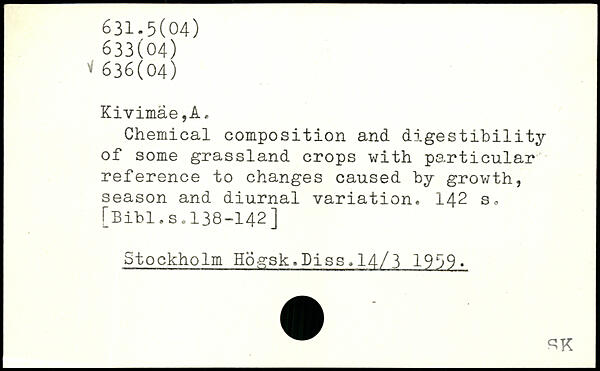 631.5(04)
633(04)
√ 636(04)
Kivimäe,A.
Chemical composition and digestibility
of some grassland crops with particular
reference to changes caused by growth,
season and diurnal variation. 142 s.
[Bibl.s.138-142]
Stockholm Högsk.Diss.14/3 1959.
SK